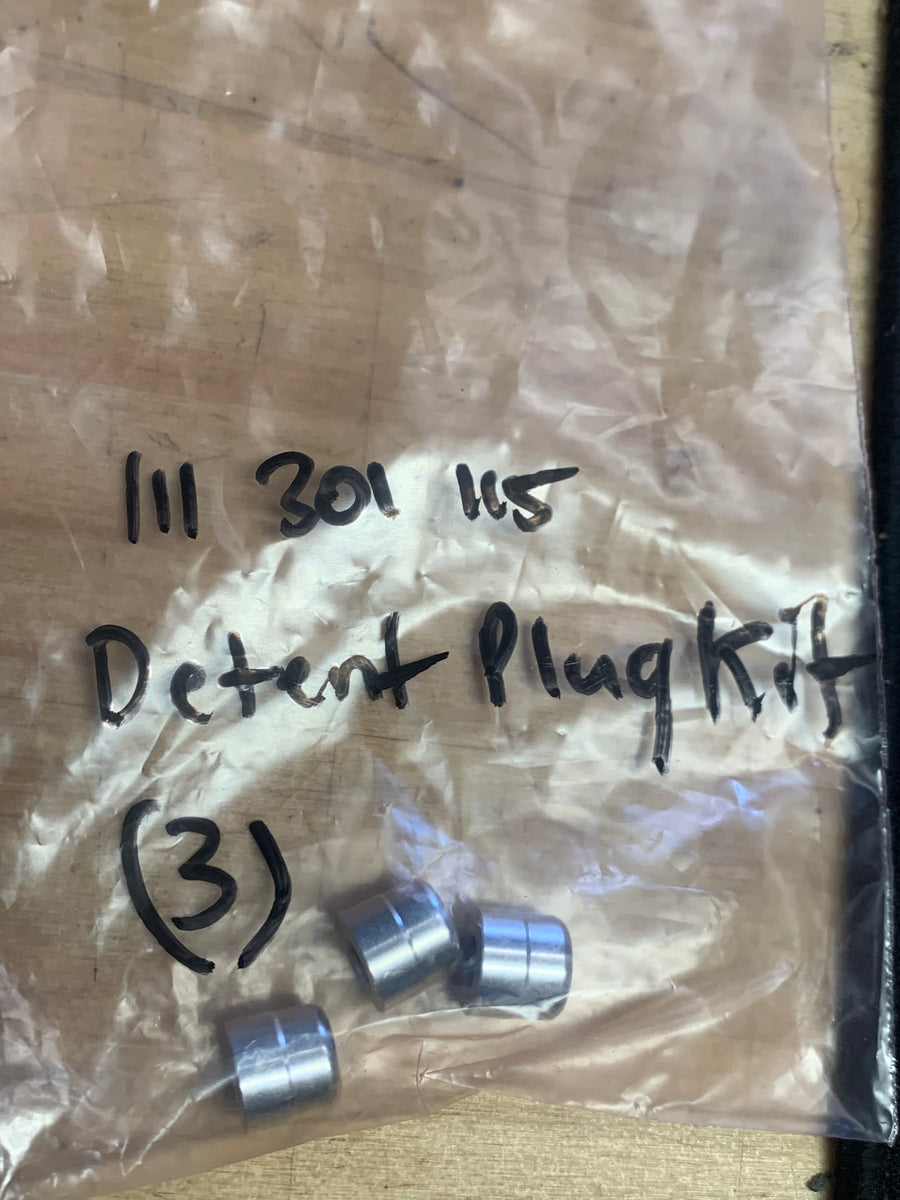 111 301 115
Detent Plug Kit
(3)